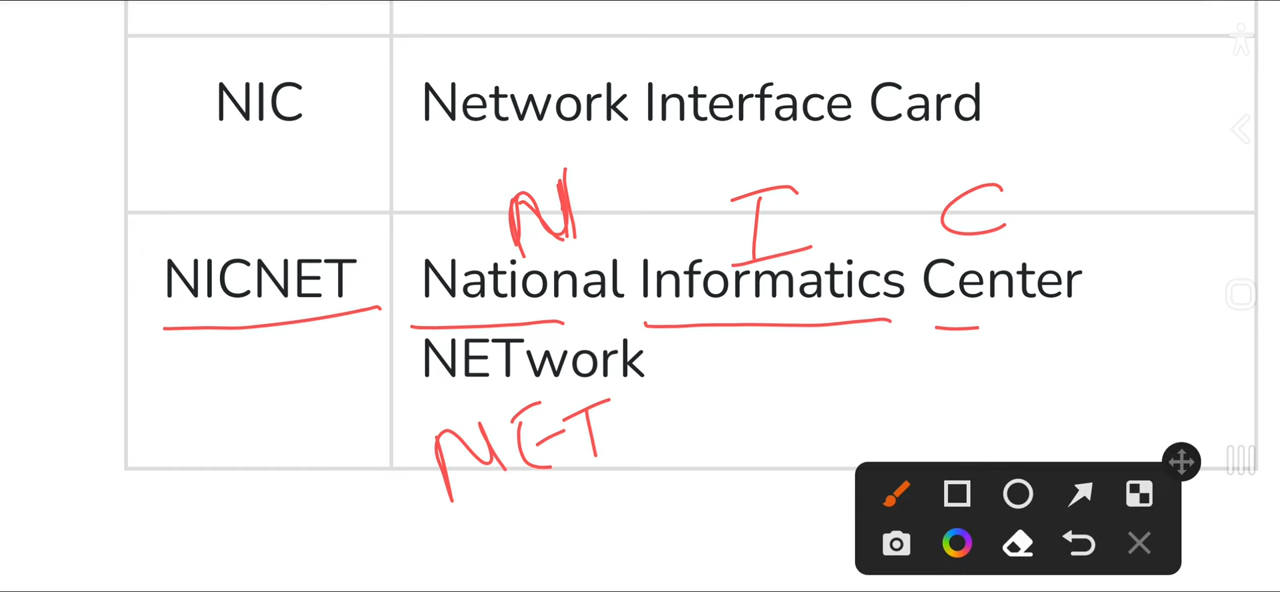 NIC Network Interface Card
N I C
NICNET National Informatics Center
NETwork
NET